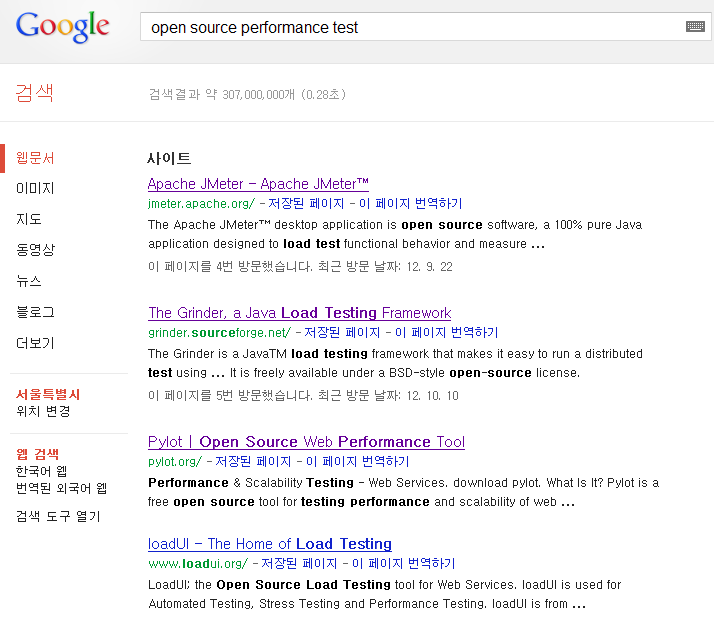 Google
open source performance test
검색
검색결과 약 307,000,000개 (0.28초)
웹문서
이미지
지도
동영상
뉴스
블로그
더보기
서울특별시
위치 변경
웹 검색
한국어 웹
번역된 외국어 웹
검색 도구 열기
사이트
Apache JMeter - Apache JMeter™
jmeter.apache.org/ - 저장된 페이지 - 이 페이지 번역하기
The Apache JMeter™ desktop application is open source software, a 100% pure Java
application designed to load test functional behavior and measure ...
이 페이지를 4번 방문했습니다. 최근 방문 날짜: 12. 9. 22
The Grinder, a Java Load Testing Framework
grinder.sourceforge.net/ - 저장된 페이지 - 이 페이지 번역하기
The Grinder is a JavaTM load testing framework that makes it easy to run a distributed
test using ... It is freely available under a BSD-style open-source license.
이 페이지를 5번 방문했습니다. 최근 방문 날짜: 12. 10. 10
Pylot | Open Source Web Performance Tool
pylot.org/ - 저장된 페이지 - 이 페이지 번역하기
Performance & Scalability Testing - Web Services. download pylot. What Is It? Pylot is a
free open source tool for testing performance and scalability of web ...
loadUI - The Home of Load Testing
www.loadui.org/ - 저장된 페이지 - 이 페이지 번역하기
LoadUI; the Open Source Load Testing tool for Web Services. loadUI is used for
Automated Testing, Stress Testing and Performance Testing. loadUI is from ...